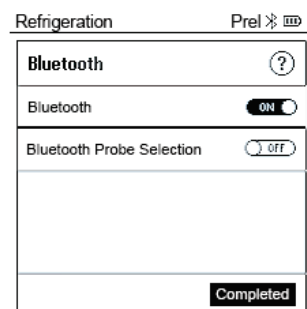 Refrigeration Prel
Bluetooth ?
Bluetooth ON
Bluetooth Probe Selection OFF
Completed